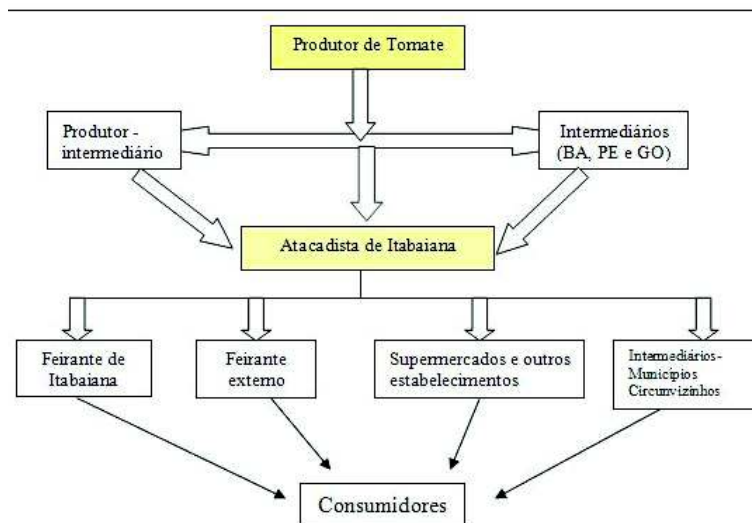 Produtor de Tomate
Produtor -
intermediário
Intermediários
(BA, PE e GO)
Atacadista de Itabaiana
Feirante de
Itabaiana
Feirante
externo
Supermercados e outros
estabelecimentos
Intermediários-
Municípios
Circunvizinhos
Consumidores